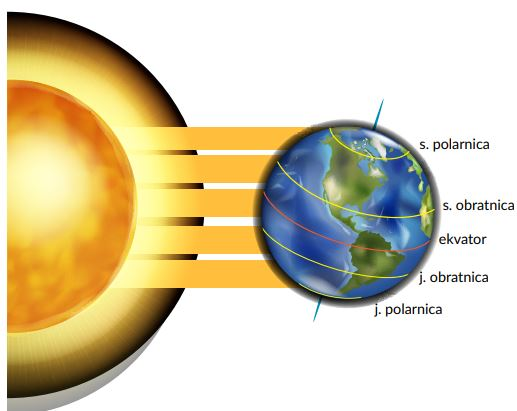 s. polarnica
s. obratnica
ekvator
j. obratnica
j. polarnica